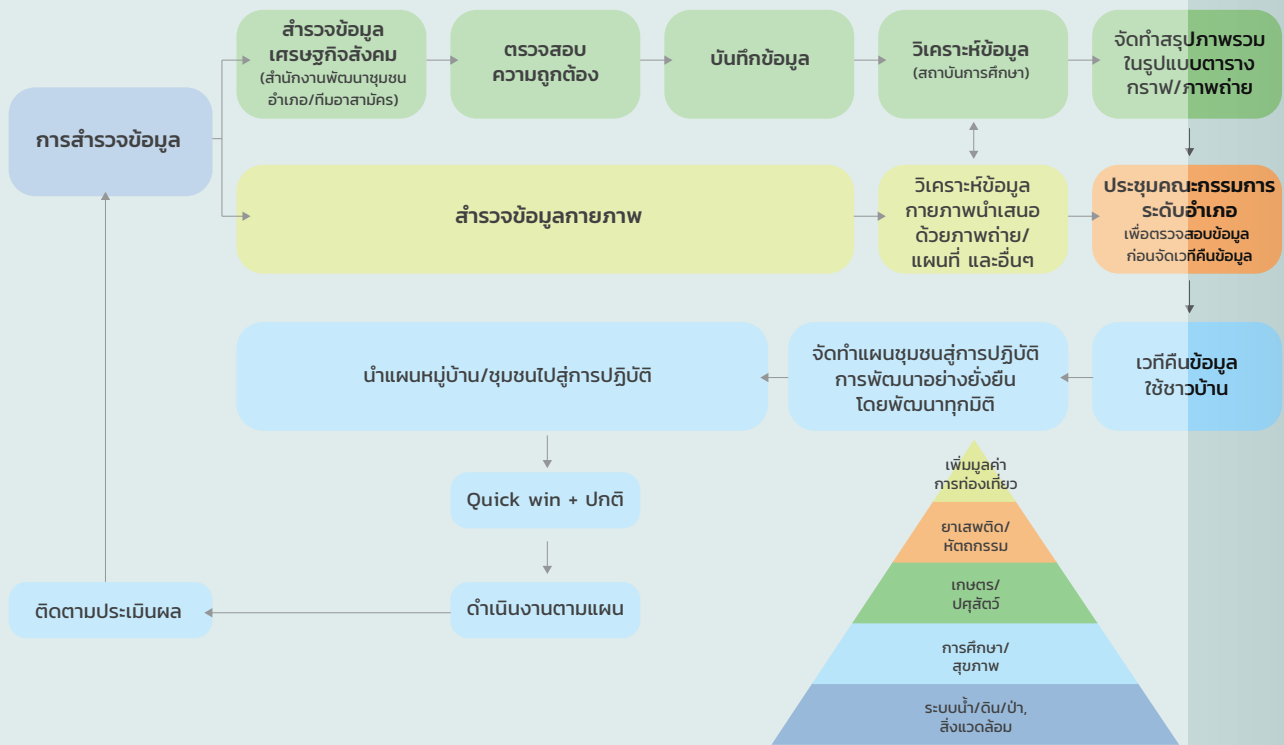 สำรวจข้อมูล
เศรษฐกิจสังคม
(สำนักงานพัฒนาชุมชน
อำเภอ/ทีมอาสามัคร)
ตรวจสอบ
ความถูกต้อง
บันทึกข้อมูล
วิเคราะห์ข้อมูล
(สถาบันการศึกษา)
จัดทำสรุปภาพรวม
ในรูปแบบตาราง
กราฟ/ภาพถ่าย
การสำรวจข้อมูล
สำรวจข้อมูลกายภาพ
วิเคราะห์ข้อมูล
กายภาพนำเสนอ
ด้วยภาพถ่าย/
แผนที่ และอื่นๆ
ประชุมคณะกรรมการ
ระดับอำเภอ
เพื่อตรวจสอบข้อมูล
ก่อนจัดเวทีคืนข้อมูล
นำแผนหมู่บ้าน/ชุมชนไปสู่การปฏิบัติ
จัดทำแผนชุมชนสู่การปฏิบัติ
การพัฒนาอย่างยั่งยืน
โดยพัฒนาทุกมิติ
เวทีคืนข้อมูล
ใช้ชาวบ้าน
Quick win + ปกติ
ติดตามประเมินผล
ดำเนินงานตามแผน
เพิ่มมูลค่า
การท่องเที่ยว
ยาเสพติด/
หัตถกรรม
เกษตร/
ปศุสัตว์
การศึกษา/
สุขภาพ
ระบบน้ำ/ดิน/ป่า,
สิ่งแวดล้อม